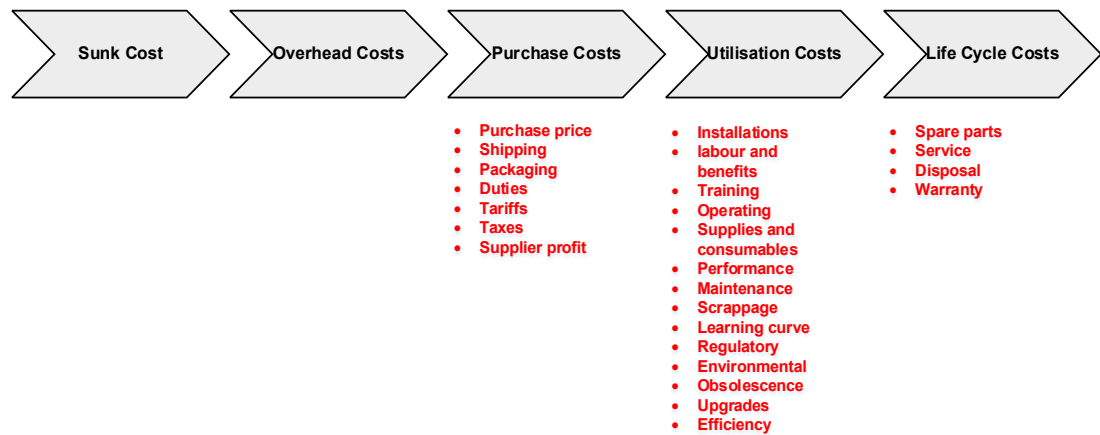 Sunk Cost
Overhead Costs
Purchase Costs
Utilisation Costs
Life Cycle Costs
• Purchase price
• Shipping
• Packaging
• Duties
• Tariffs
• Taxes
• Supplier profit
• Installations
• labour and
benefits
• Training
• Operating
• Supplies and
consumables
• Performance
• Maintenance
• Scrappage
• Learning curve
• Regulatory
• Environmental
• Obsolescence
• Upgrades
• Efficiency
• Spare parts
• Service
• Disposal
• Warranty